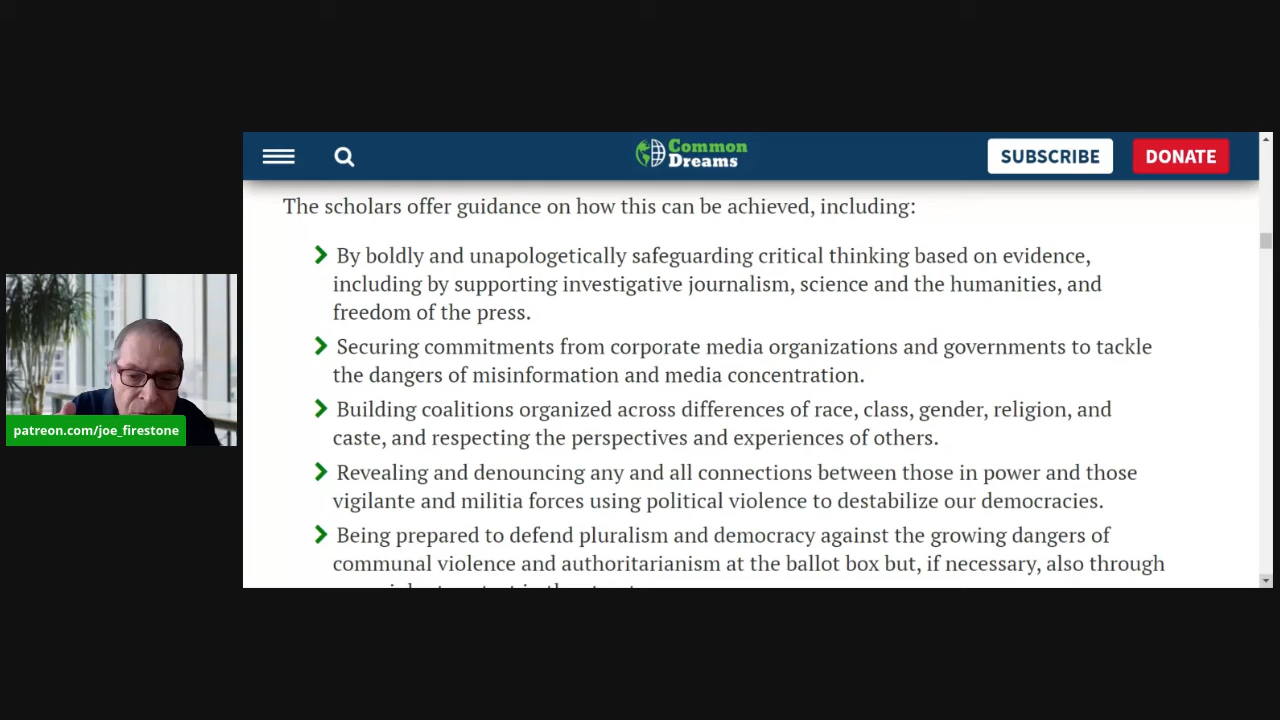 Common
Dreams
SUBSCRIBE
DONATE
The scholars offer guidance on how this can be achieved, including:
By boldly and unapologetically safeguarding critical thinking based on evidence,
including by supporting investigative journalism, science and the humanities, and
freedom of the press.
Securing commitments from corporate media organizations and governments to tackle
the dangers of misinformation and media concentration.
Building coalitions organized across differences of race, class, gender, religion, and
caste, and respecting the perspectives and experiences of others.
Revealing and denouncing any and all connections between those in power and those
vigilante and militia forces using political violence to destabilize our democracies.
Being prepared to defend pluralism and democracy against the growing dangers of
communal violence and authoritarianism at the ballot box but, if necessary, also through
patreon.com/joe_firestone